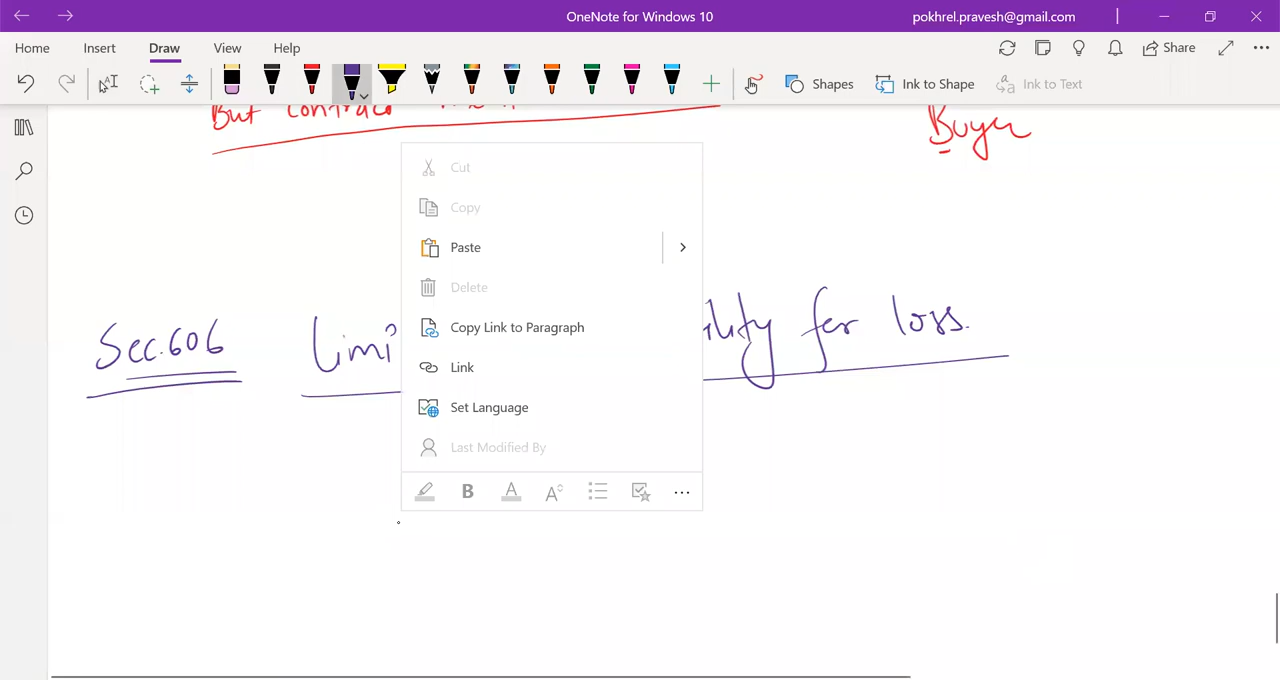 OneNote for Windows 10
pokhrel.pravesh@gmail.com
Home Insert Draw View Help
Share
Shapes
Ink to Shape
Ink to Text
But
Buyer
Cut
Copy
Paste
Delete
Copy Link to Paragraph
Link
Set Language
Last Modified By
B A A
Sec.606 Limi ility for loss.